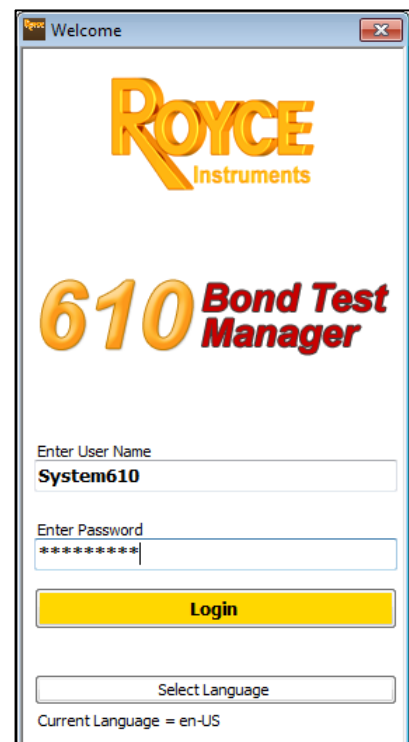 Royce
Welcome
ROYCE
Instruments
610 Bond Test
Manager
Enter User Name
System610
Enter Password
*********
Login
Select Language
Current Language = en-US